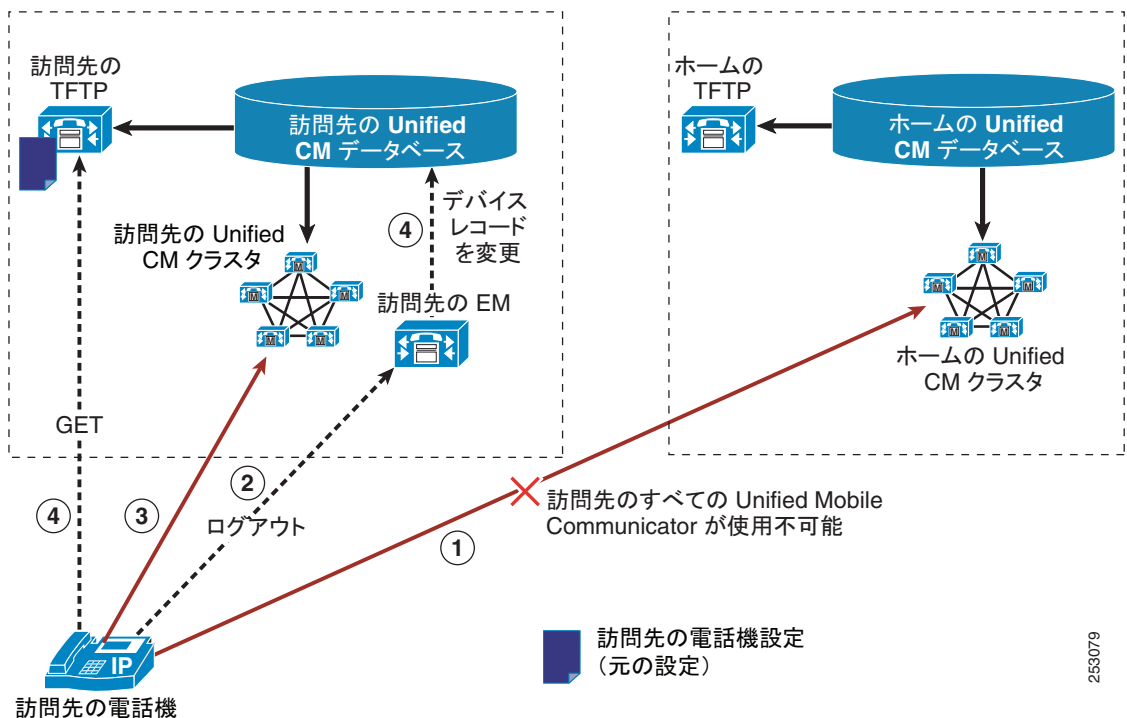 訪問先の
TFTP
訪問先の Unified
CM データベース
デバイス
レコード
を変更
④
訪問先の Unified
CM クラスタ
M
M
M
M
M
訪問先の EM
GET
④
③
②
ログアウト
①
訪問先のすべての Unified Mobile
Communicator が使用不可能
ホームの
TFTP
ホームの Unified
CM データベース
M
M
M
M
M
ホームの Unified
CM クラスタ
IP
訪問先の電話機
訪問先の電話機設定
（元の設定）
253079